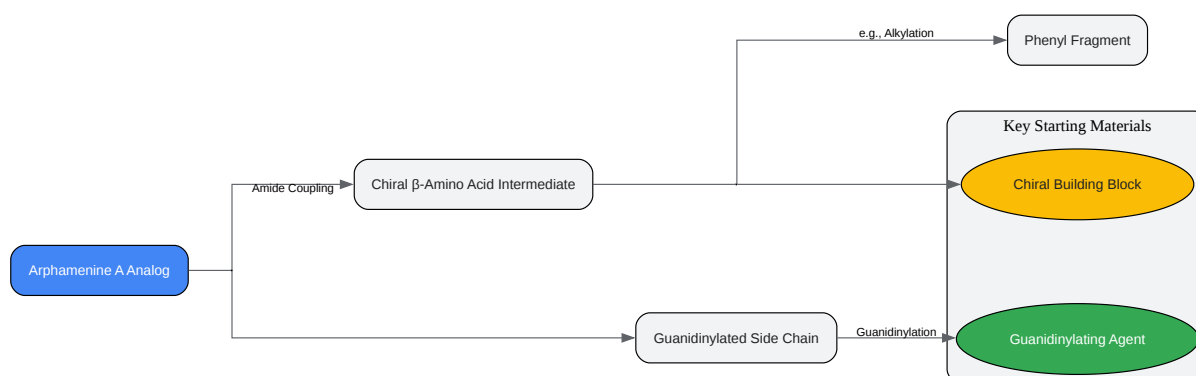 e.g., Alkylation
Phenyl Fragment
Key Starting Materials
Amide Coupling
Chiral β-Amino Acid Intermediate
Chiral Building Block
Arphamenine A Analog
Guanidinylated Side Chain
Guanidinylation
Guanidinylating Agent